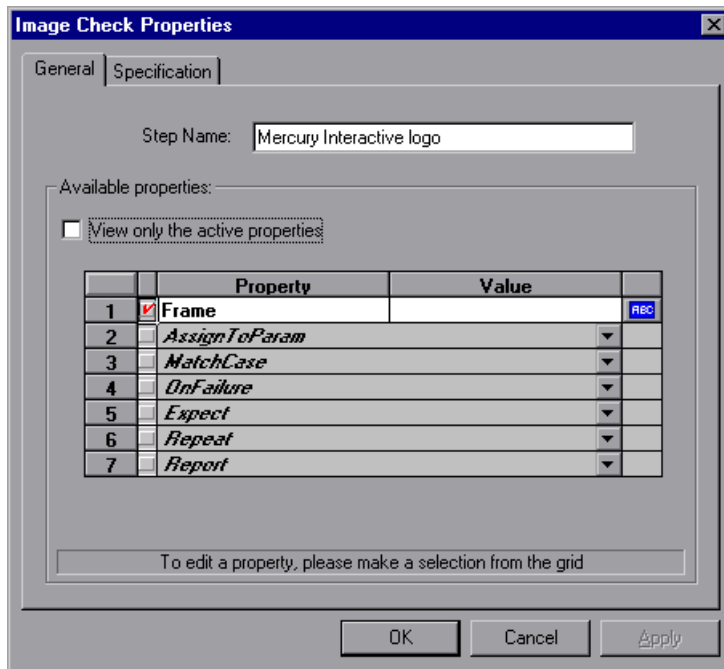 Image Check Properties
General Specification
Step Name: Mercury Interactive logo
Available properties:
View only the active properties
Property Value
1 Frame ABC
2 AssignToParam
3 MatchCase
4 OnFailure
5 Expect
6 Repeat
7 Report
To edit a property, please make a selection from the grid
OK Cancel Apply